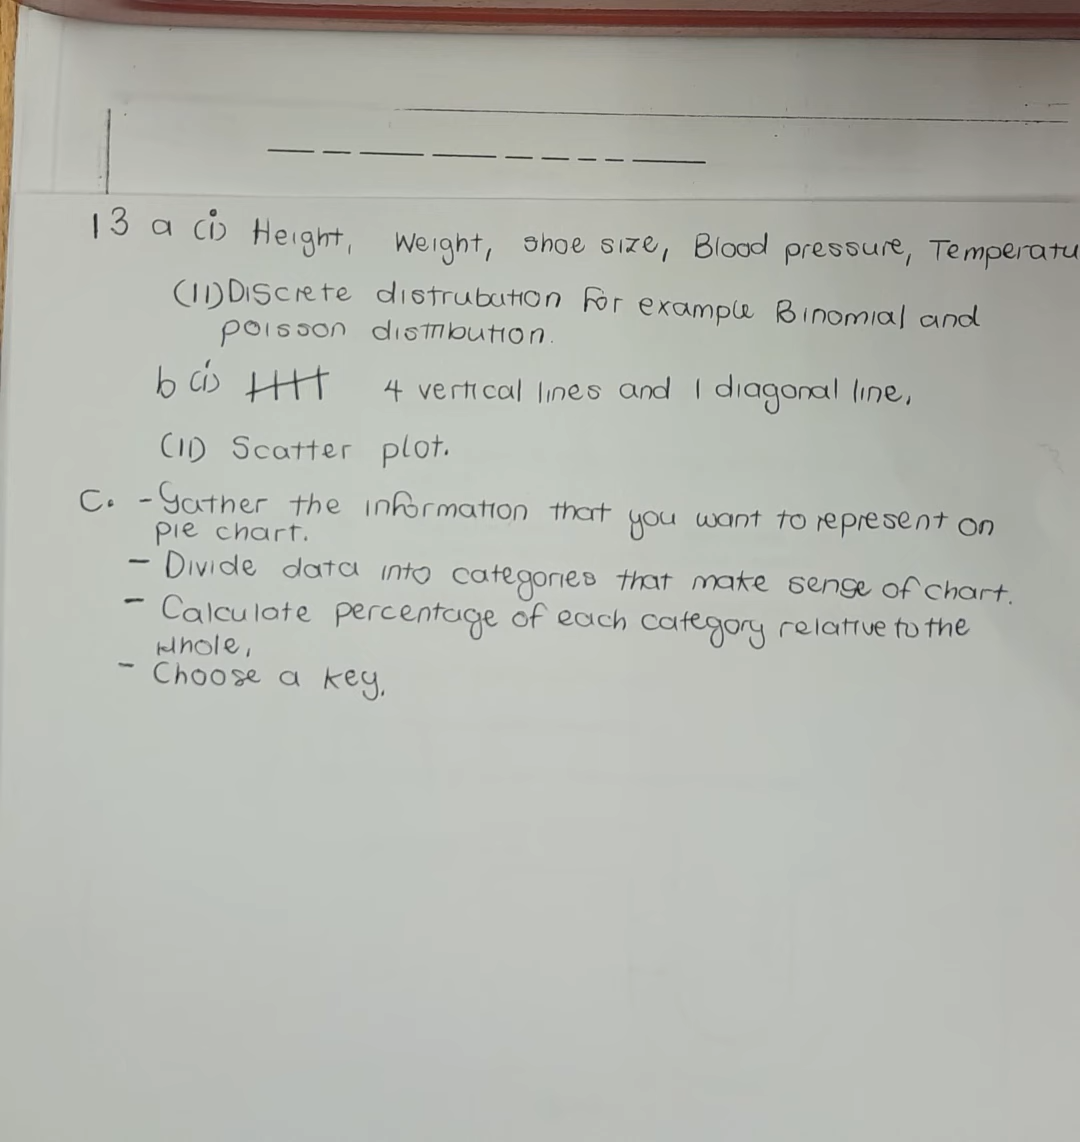 13 a (i) Height, Weight, shoe size, Blood pressure, Temperatu
(II) Discrete distrubution For example Binomial and
poisson distribution.
b (i) 4 vertical lines and 1 diagonal line,
(II) Scatter plot.
C. - Gather the information that you want to represent on
pie chart.
- Divide data into categories that make sense of chart.
- Calculate percentage of each category relative to the
whole,
- Choose a key.